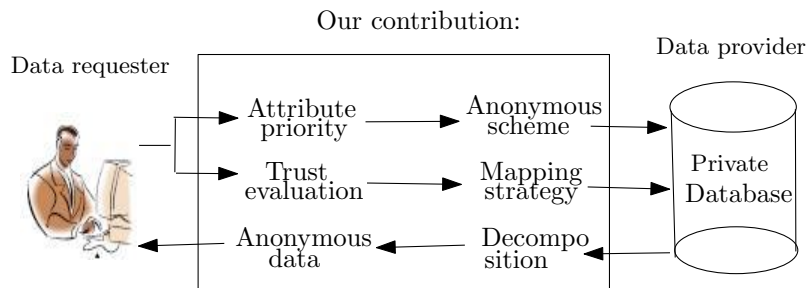 Our contribution:
Data requester
Data provider
Attribute
priority
Anonymous
scheme
Trust
evaluation
Mapping
strategy
Private
Database
Anonymous
data
Decompo
sition